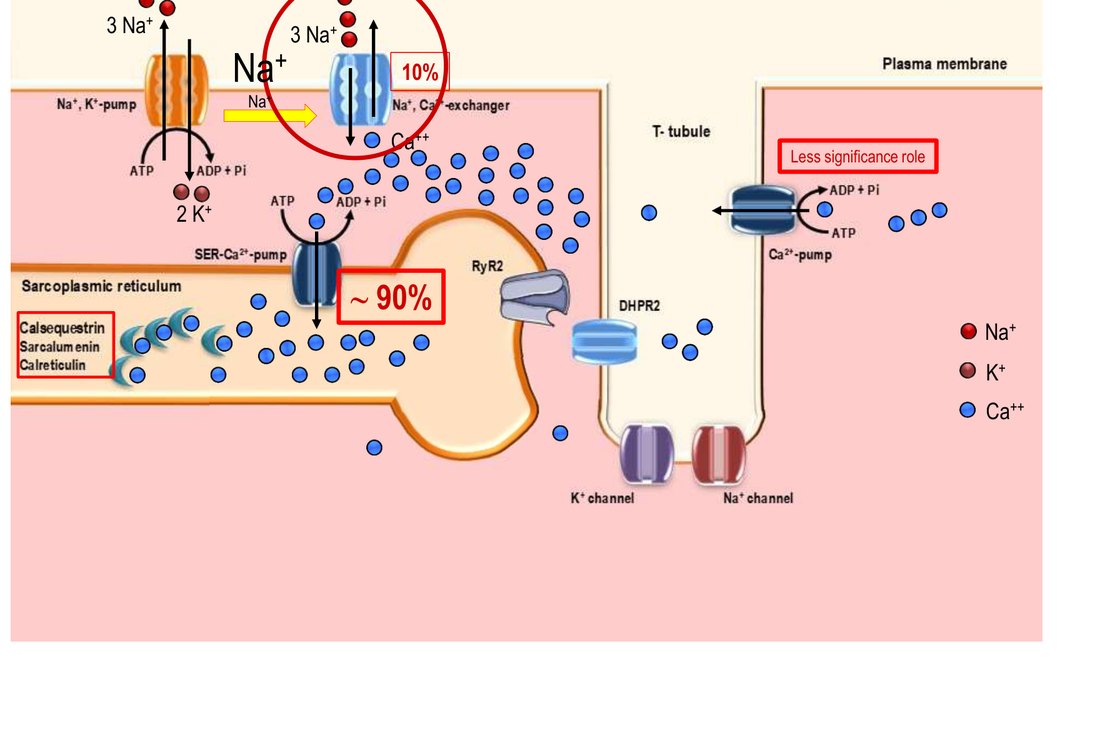 3 Na⁺
3 Na⁺
Na⁺
10%
Plasma membrane
Na⁺, K⁺-pump
Na⁺
Na⁺, Ca²⁺-exchanger
T- tubule
Ca⁺⁺
Less significance role
ATP
ADP + Pi
ADP + Pi
2 K⁺
ATP
ADP + Pi
ATP
SER-Ca²⁺-pump
Ca²⁺-pump
RyR2
Sarcoplasmic reticulum
~ 90%
DHPR2
Calsequestrin
Sarcalumenin
Calreticulin
Na⁺
K⁺
Ca⁺⁺
K⁺ channel
Na⁺ channel